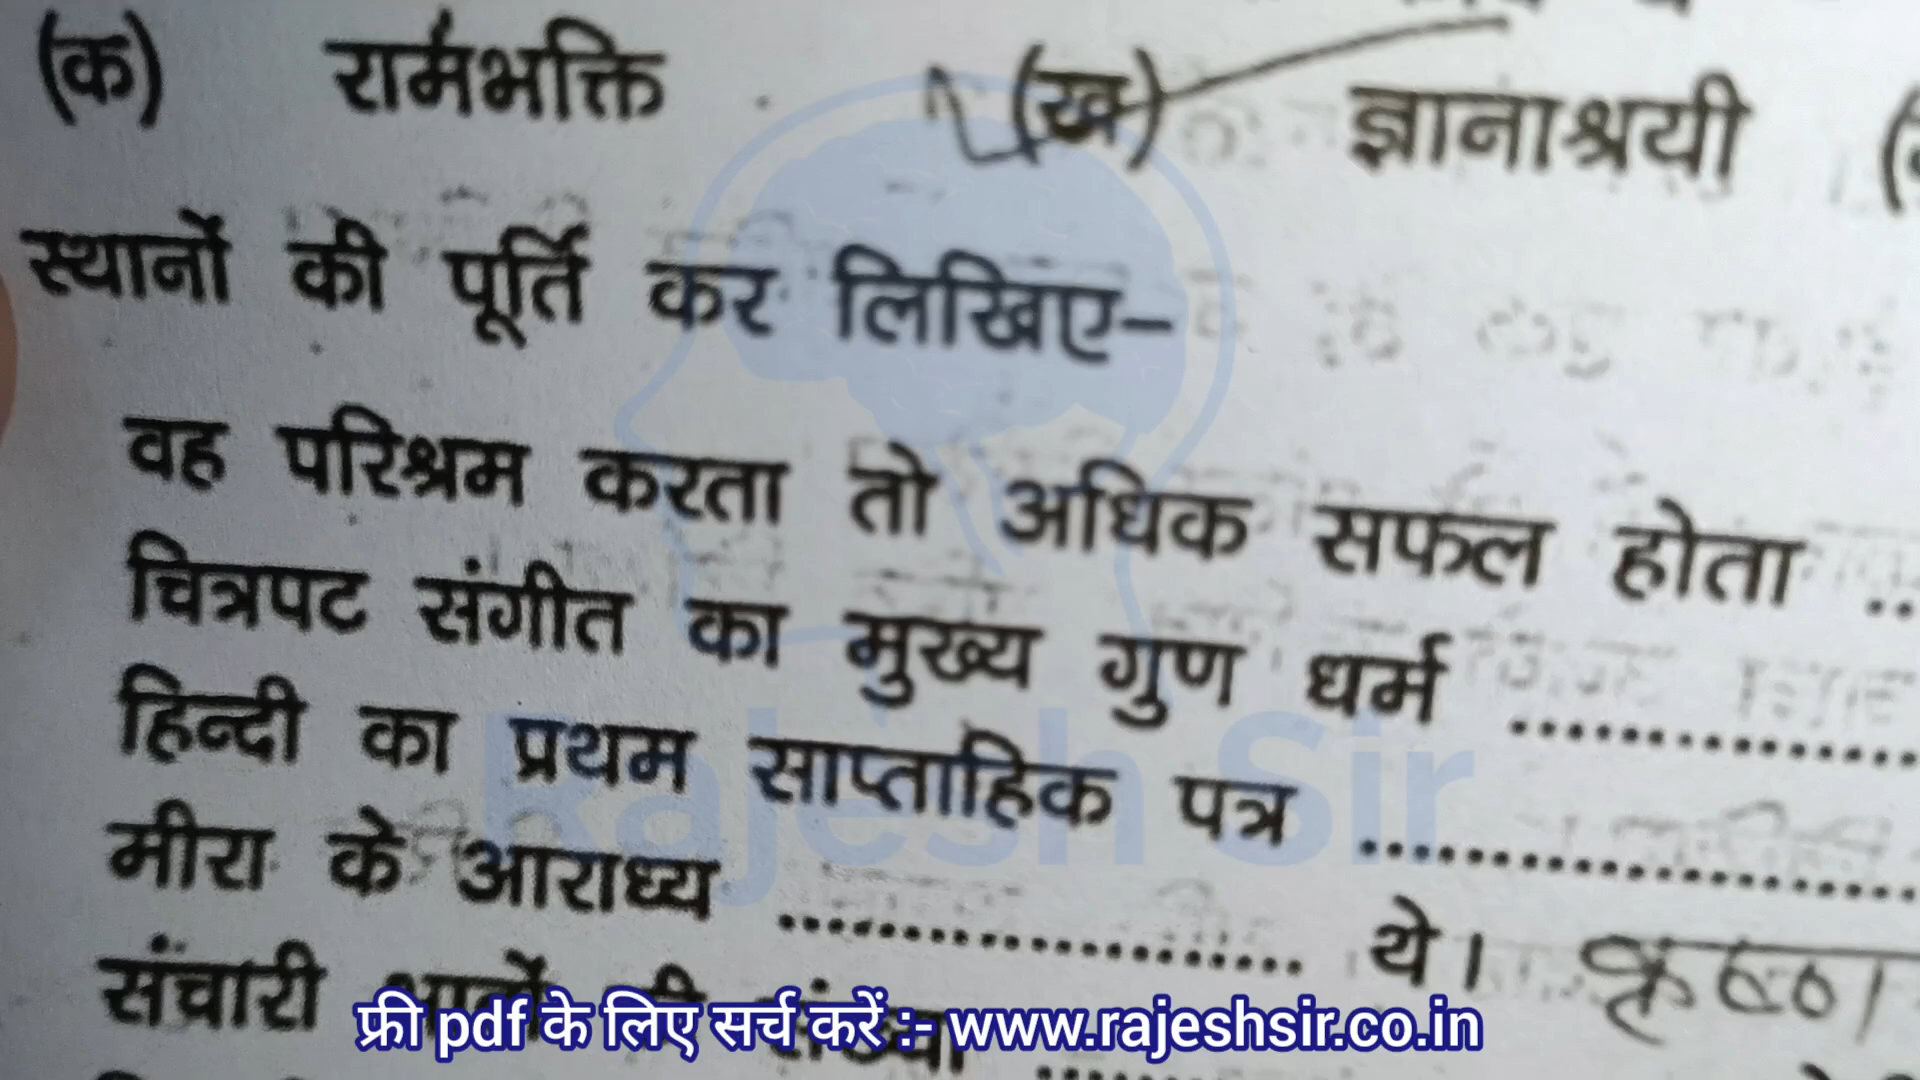 (क) रामभक्ति (ख) ज्ञानाश्रयी
स्थानों की पूर्ति कर लिखिए–
वह परिश्रम करता तो अधिक सफल होता ..
चित्रपट संगीत का मुख्य गुण धर्म ...............
हिन्दी का प्रथम साप्ताहिक पत्र ....................
मीरा के आराध्य ................... थे। कृष्ण
संचारी भावों की संख्या ......
Rajesh Sir
फ्री pdf के लिए सर्च करें :- www.rajeshsir.co.in